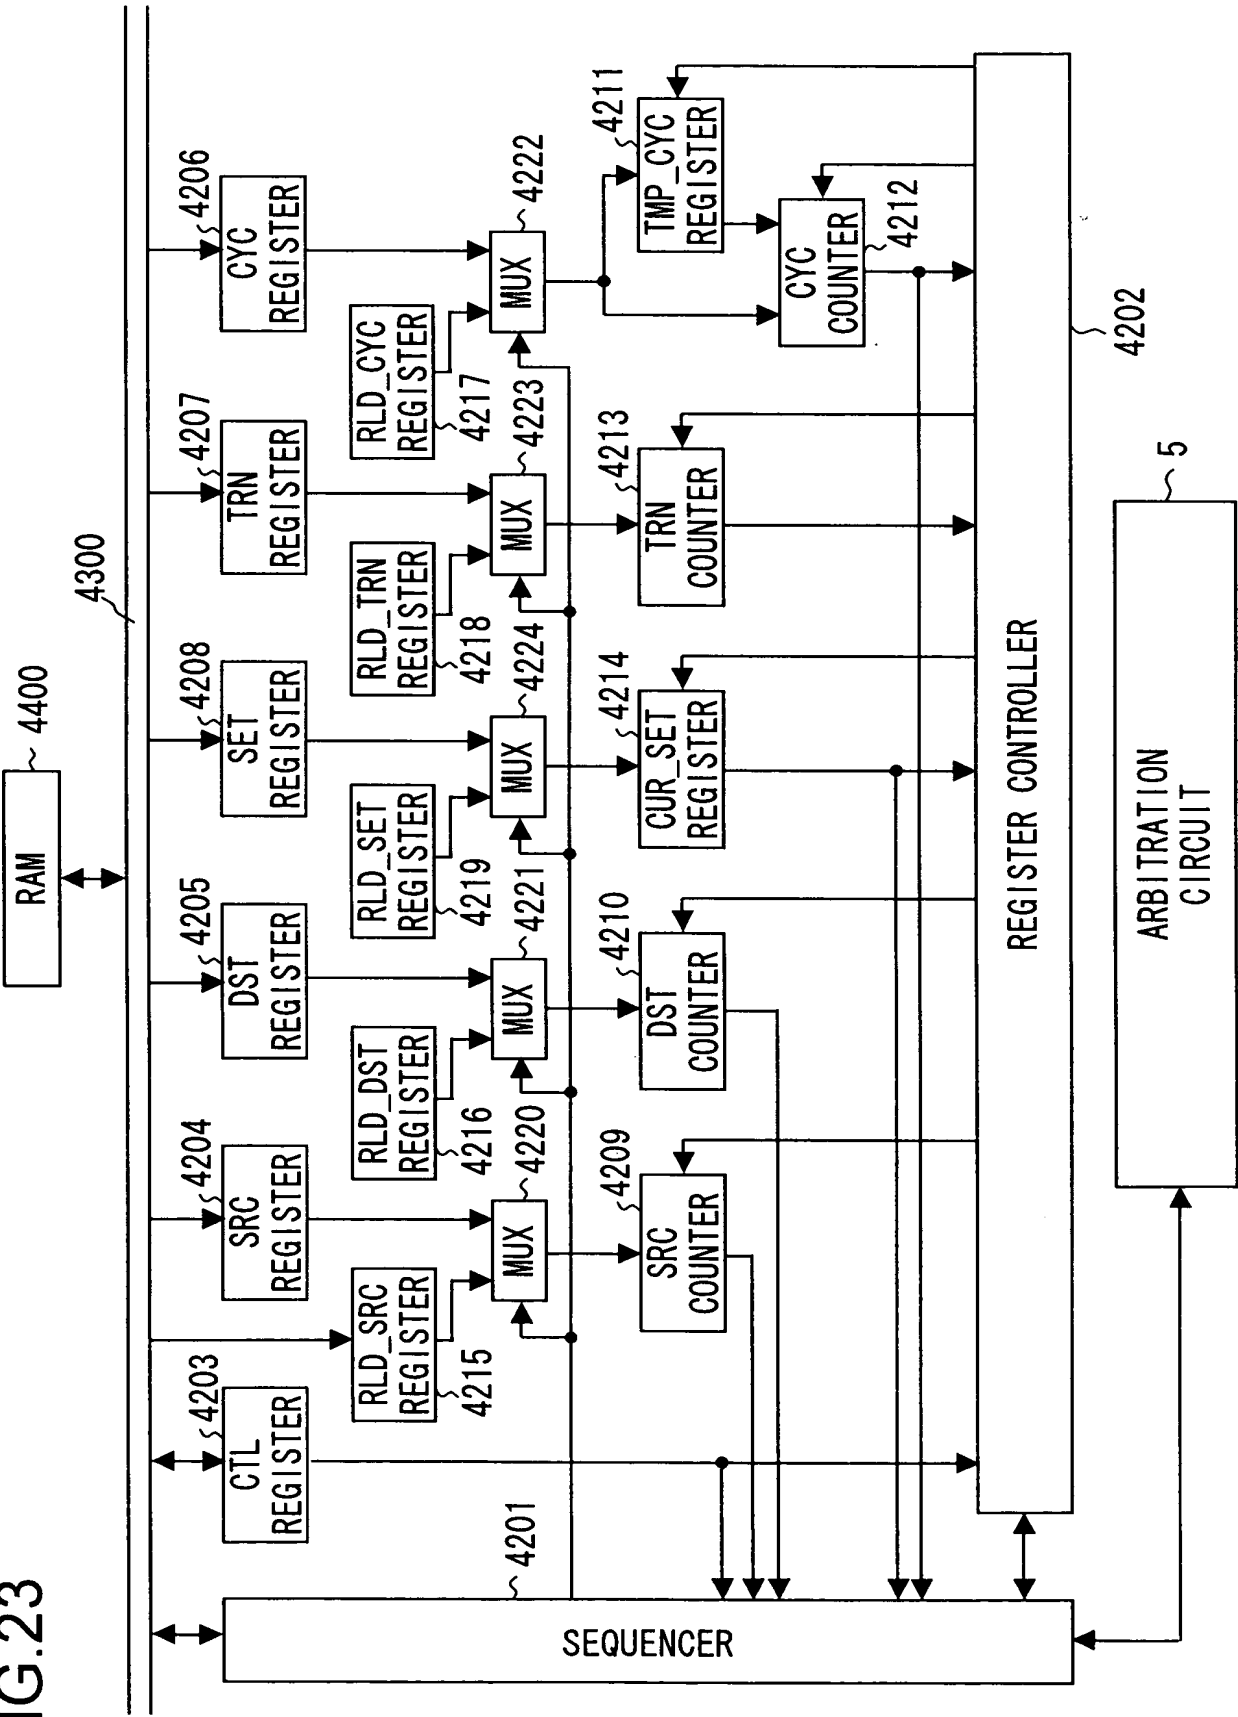 IG.23
RAM
4400
4300
CTL
REGISTER
4203
SRC
REGISTER
4204
DST
REGISTER
4205
SET
REGISTER
4208
TRN
REGISTER
4207
CYC
REGISTER
4206
RLD_SRC
REGISTER
4215
RLD_DST
REGISTER
4216
RLD_SET
REGISTER
4219
RLD_TRN
REGISTER
4218
RLD_CYC
REGISTER
4217
MUX
4220
MUX
4221
MUX
4224
MUX
4223
MUX
4222
SRC
COUNTER
4209
DST
COUNTER
4210
CUR_SET
REGISTER
4214
TRN
COUNTER
4213
TMP_CYC
REGISTER
4211
CYC
COUNTER
4212
SEQUENCER
4201
REGISTER CONTROLLER
4202
ARBITRATION
CIRCUIT
5